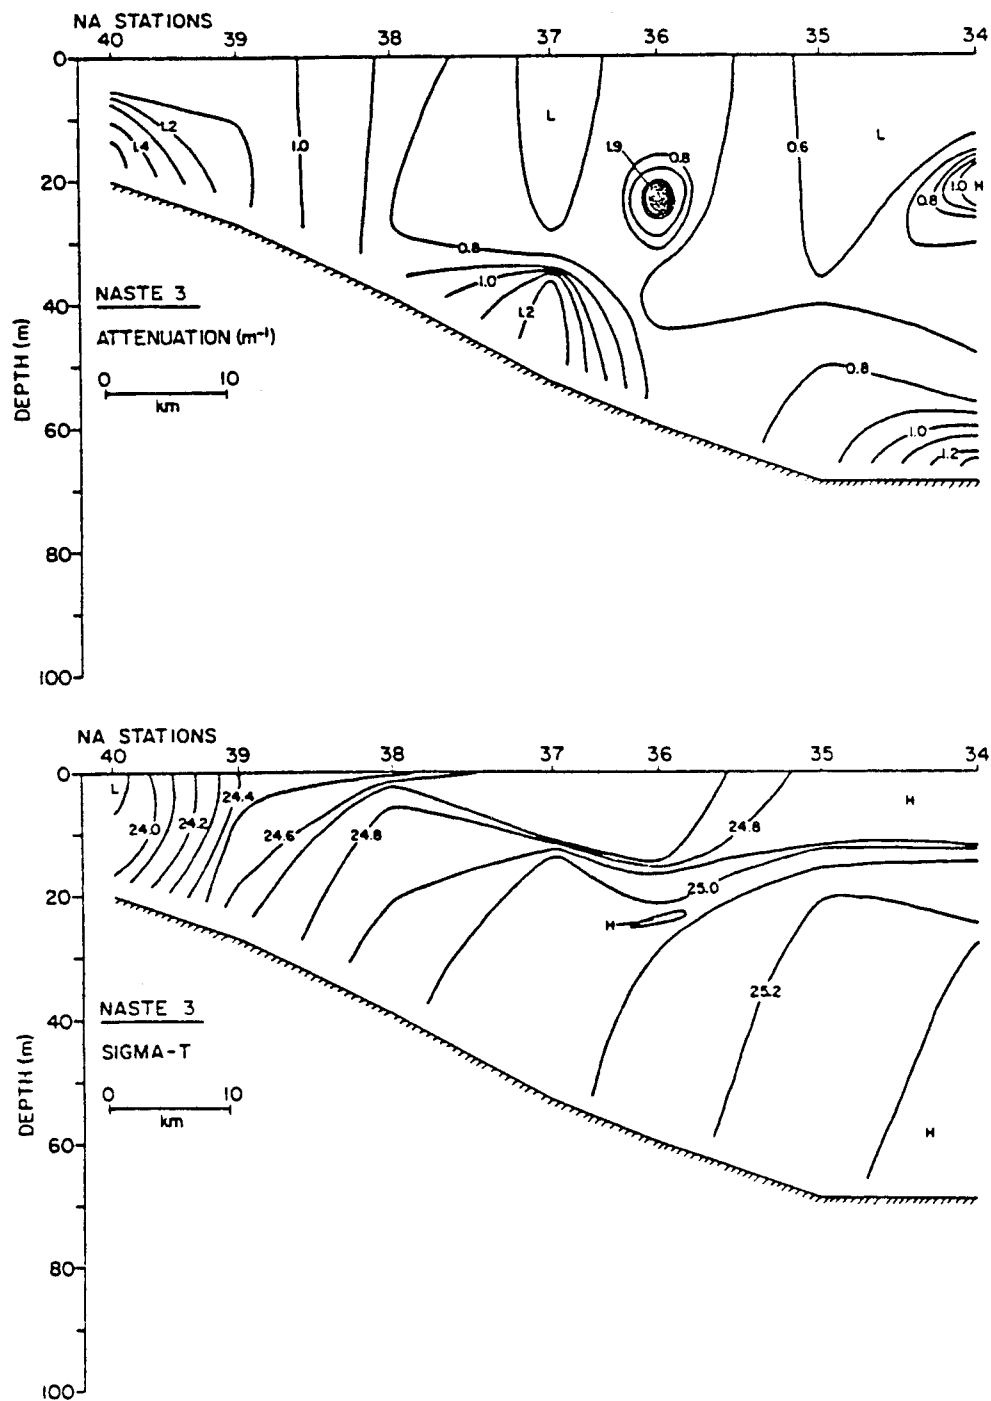 NA STATIONS
40 39 38 37 36 35 34
0
20
40
60
80
100
DEPTH (m)
L
L
1.2
1.4
1.0
1.9
0.8
0.6
1.0 H
0.8
0.8
1.0
1.2
0.8
1.0
1.2
NASTE 3
ATTENUATION (m⁻¹)
0 10
km
NA STATIONS
40 39 38 37 36 35 34
0
20
40
60
80
100
DEPTH (m)
L
24.4
24.0
24.2
24.6
24.8
24.8
H
25.0
H
25.2
H
NASTE 3
SIGMA-T
0 10
km